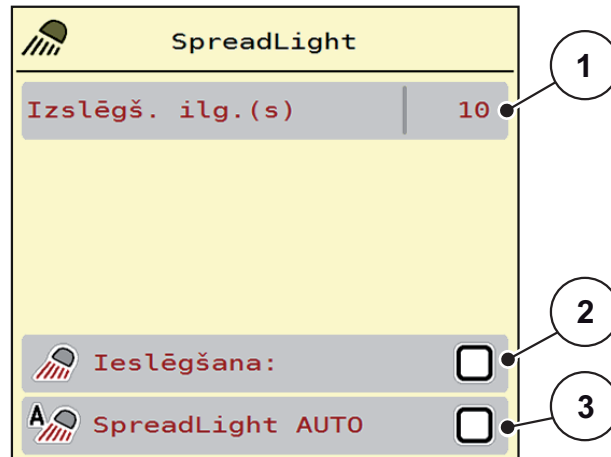 SpreadLight
1
Izslēgš. ilg.(s) 10
2
Ieslēgšana:
A SpreadLight AUTO
3